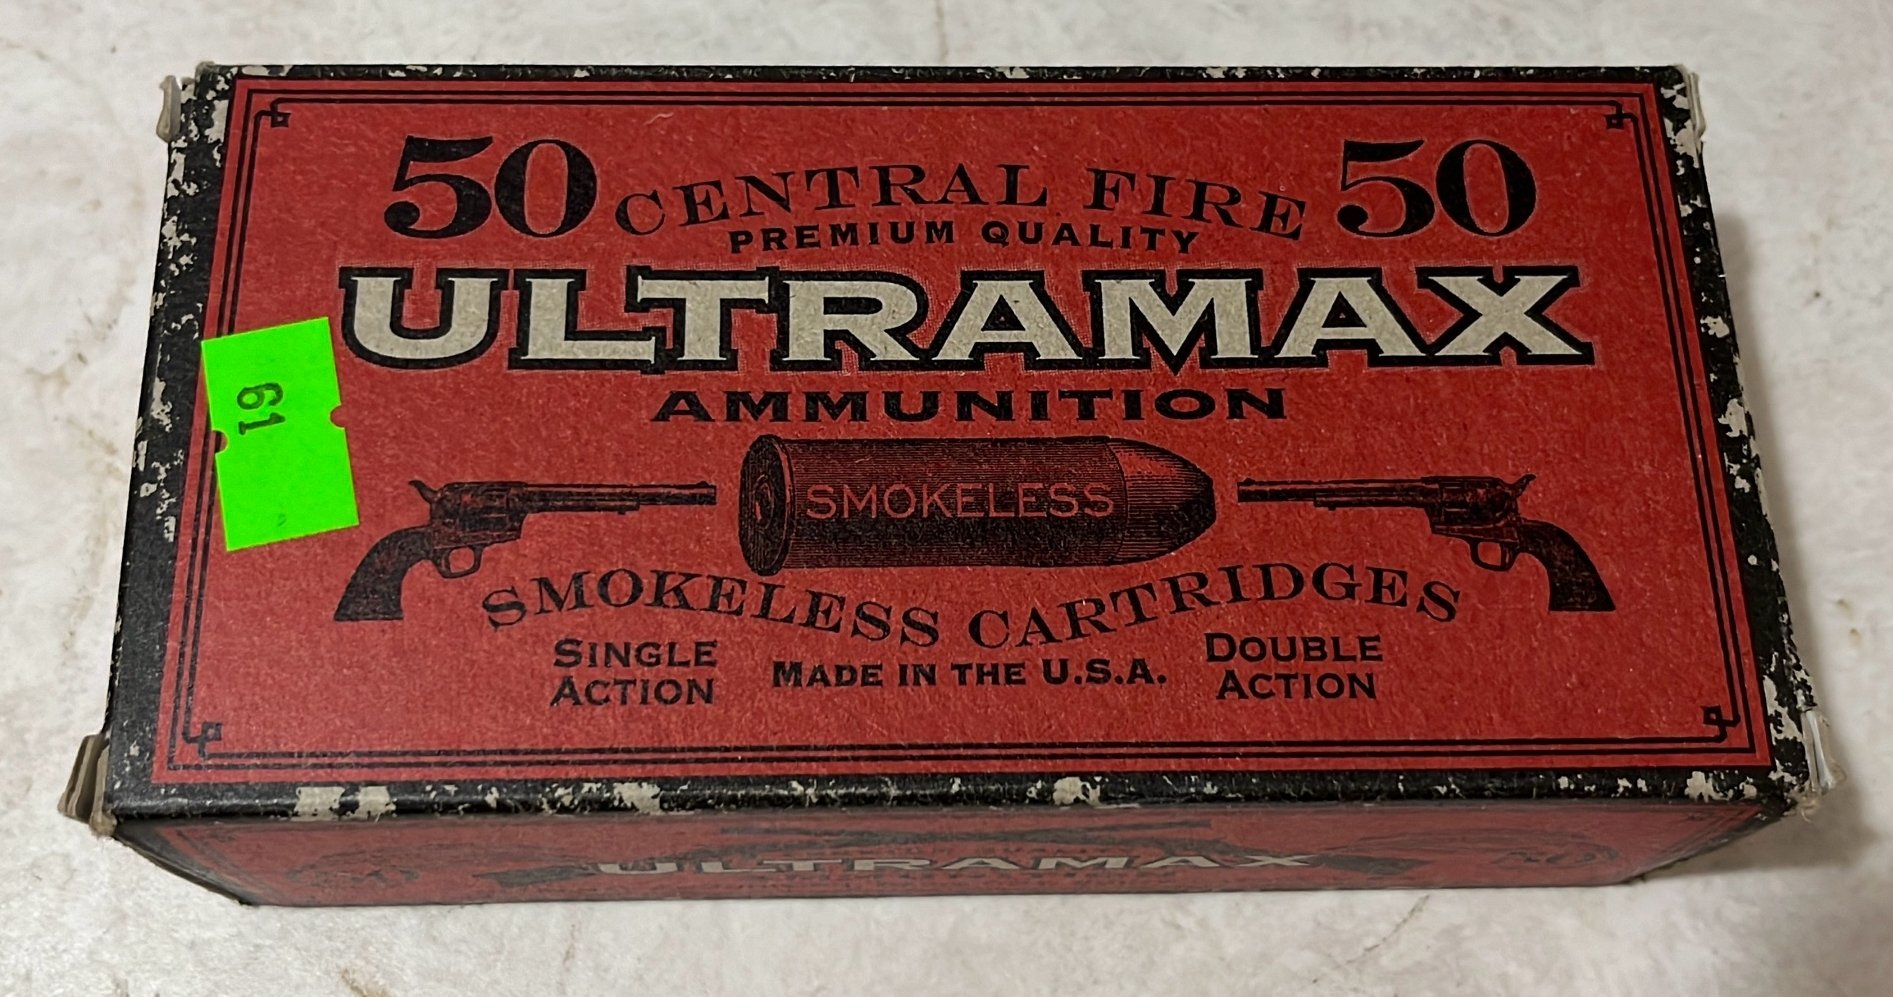 50 CENTRAL FIRE 50
PREMIUM QUALITY
ULTRAMAX
AMMUNITION
61
SMOKELESS
SMOKELESS CARTRIDGES
SINGLE ACTION
MADE IN THE U.S.A.
DOUBLE ACTION
ULTRAMAX